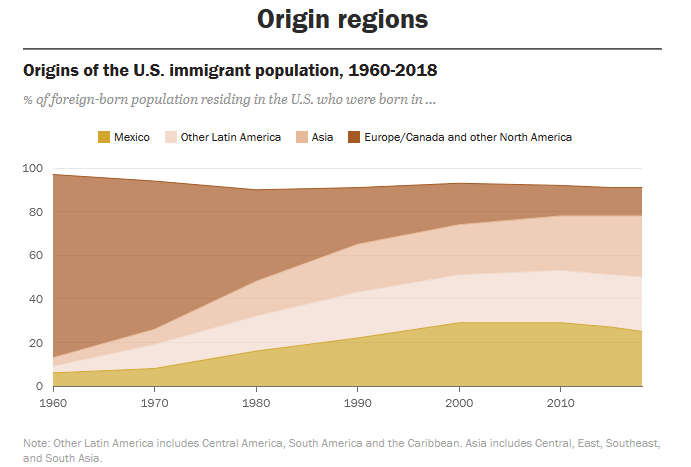 Origin regions
Origins of the U.S. immigrant population, 1960-2018
% of foreign-born population residing in the U.S. who were born in ...
Mexico Other Latin America Asia Europe/Canada and other North America
100
80
60
40
20
0
1960 1970 1980 1990 2000 2010
Note: Other Latin America includes Central America, South America and the Caribbean. Asia includes Central, East, Southeast,
and South Asia.